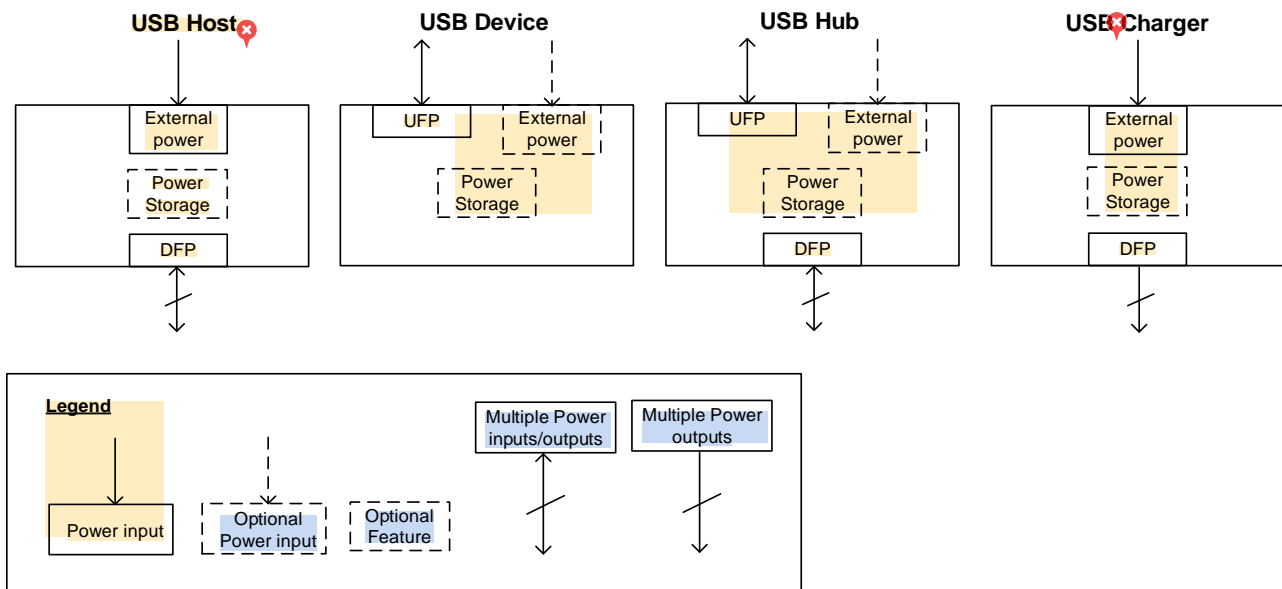 USB Host
USB Device
USB Hub
USB Charger
External
power
Power
Storage
DFP
UFP
External
power
Power
Storage
UFP
External
power
Power
Storage
DFP
External
power
Power
Storage
DFP
Legend
Power input
Optional
Power input
Optional
Feature
Multiple Power
inputs/outputs
Multiple Power
outputs